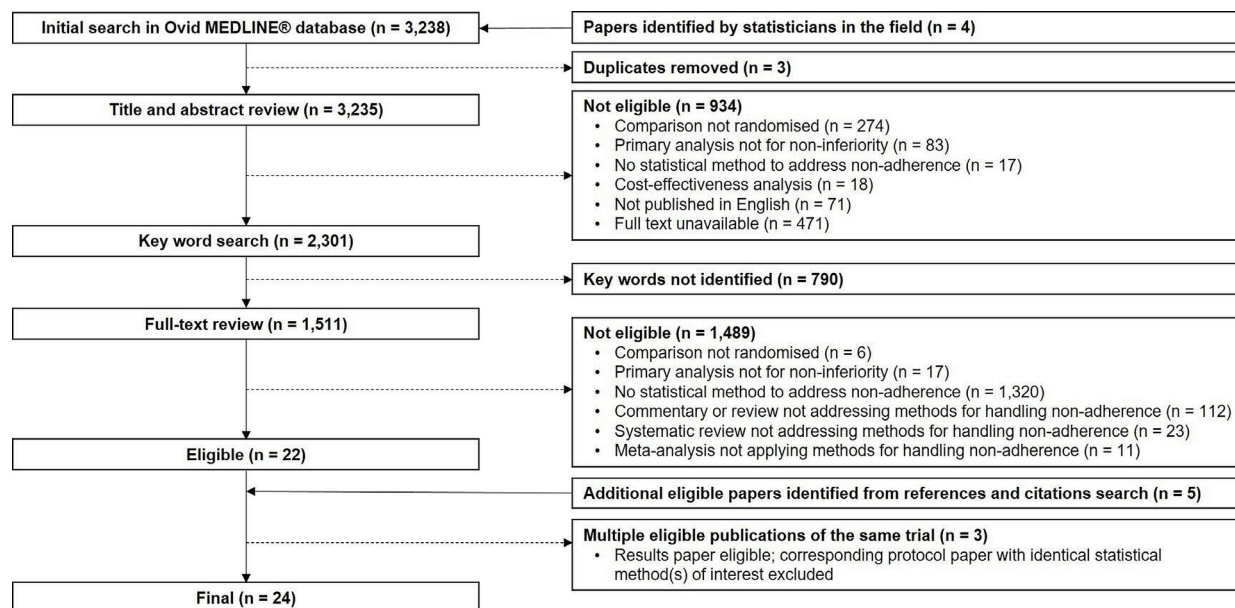 Initial search in Ovid MEDLINE® database (n = 3,238)
Papers identified by statisticians in the field (n = 4)
Duplicates removed (n = 3)
Title and abstract review (n = 3,235)
Not eligible (n = 934)
• Comparison not randomised (n = 274)
• Primary analysis not for non-inferiority (n = 83)
• No statistical method to address non-adherence (n = 17)
• Cost-effectiveness analysis (n = 18)
• Not published in English (n = 71)
• Full text unavailable (n = 471)
Key word search (n = 2,301)
Key words not identified (n = 790)
Full-text review (n = 1,511)
Not eligible (n = 1,489)
• Comparison not randomised (n = 6)
• Primary analysis not for non-inferiority (n = 17)
• No statistical method to address non-adherence (n = 1,320)
• Commentary or review not addressing methods for handling non-adherence (n = 112)
• Systematic review not addressing methods for handling non-adherence (n = 23)
• Meta-analysis not applying methods for handling non-adherence (n = 11)
Eligible (n = 22)
Additional eligible papers identified from references and citations search (n = 5)
Multiple eligible publications of the same trial (n = 3)
• Results paper eligible; corresponding protocol paper with identical statistical
method(s) of interest excluded
Final (n = 24)